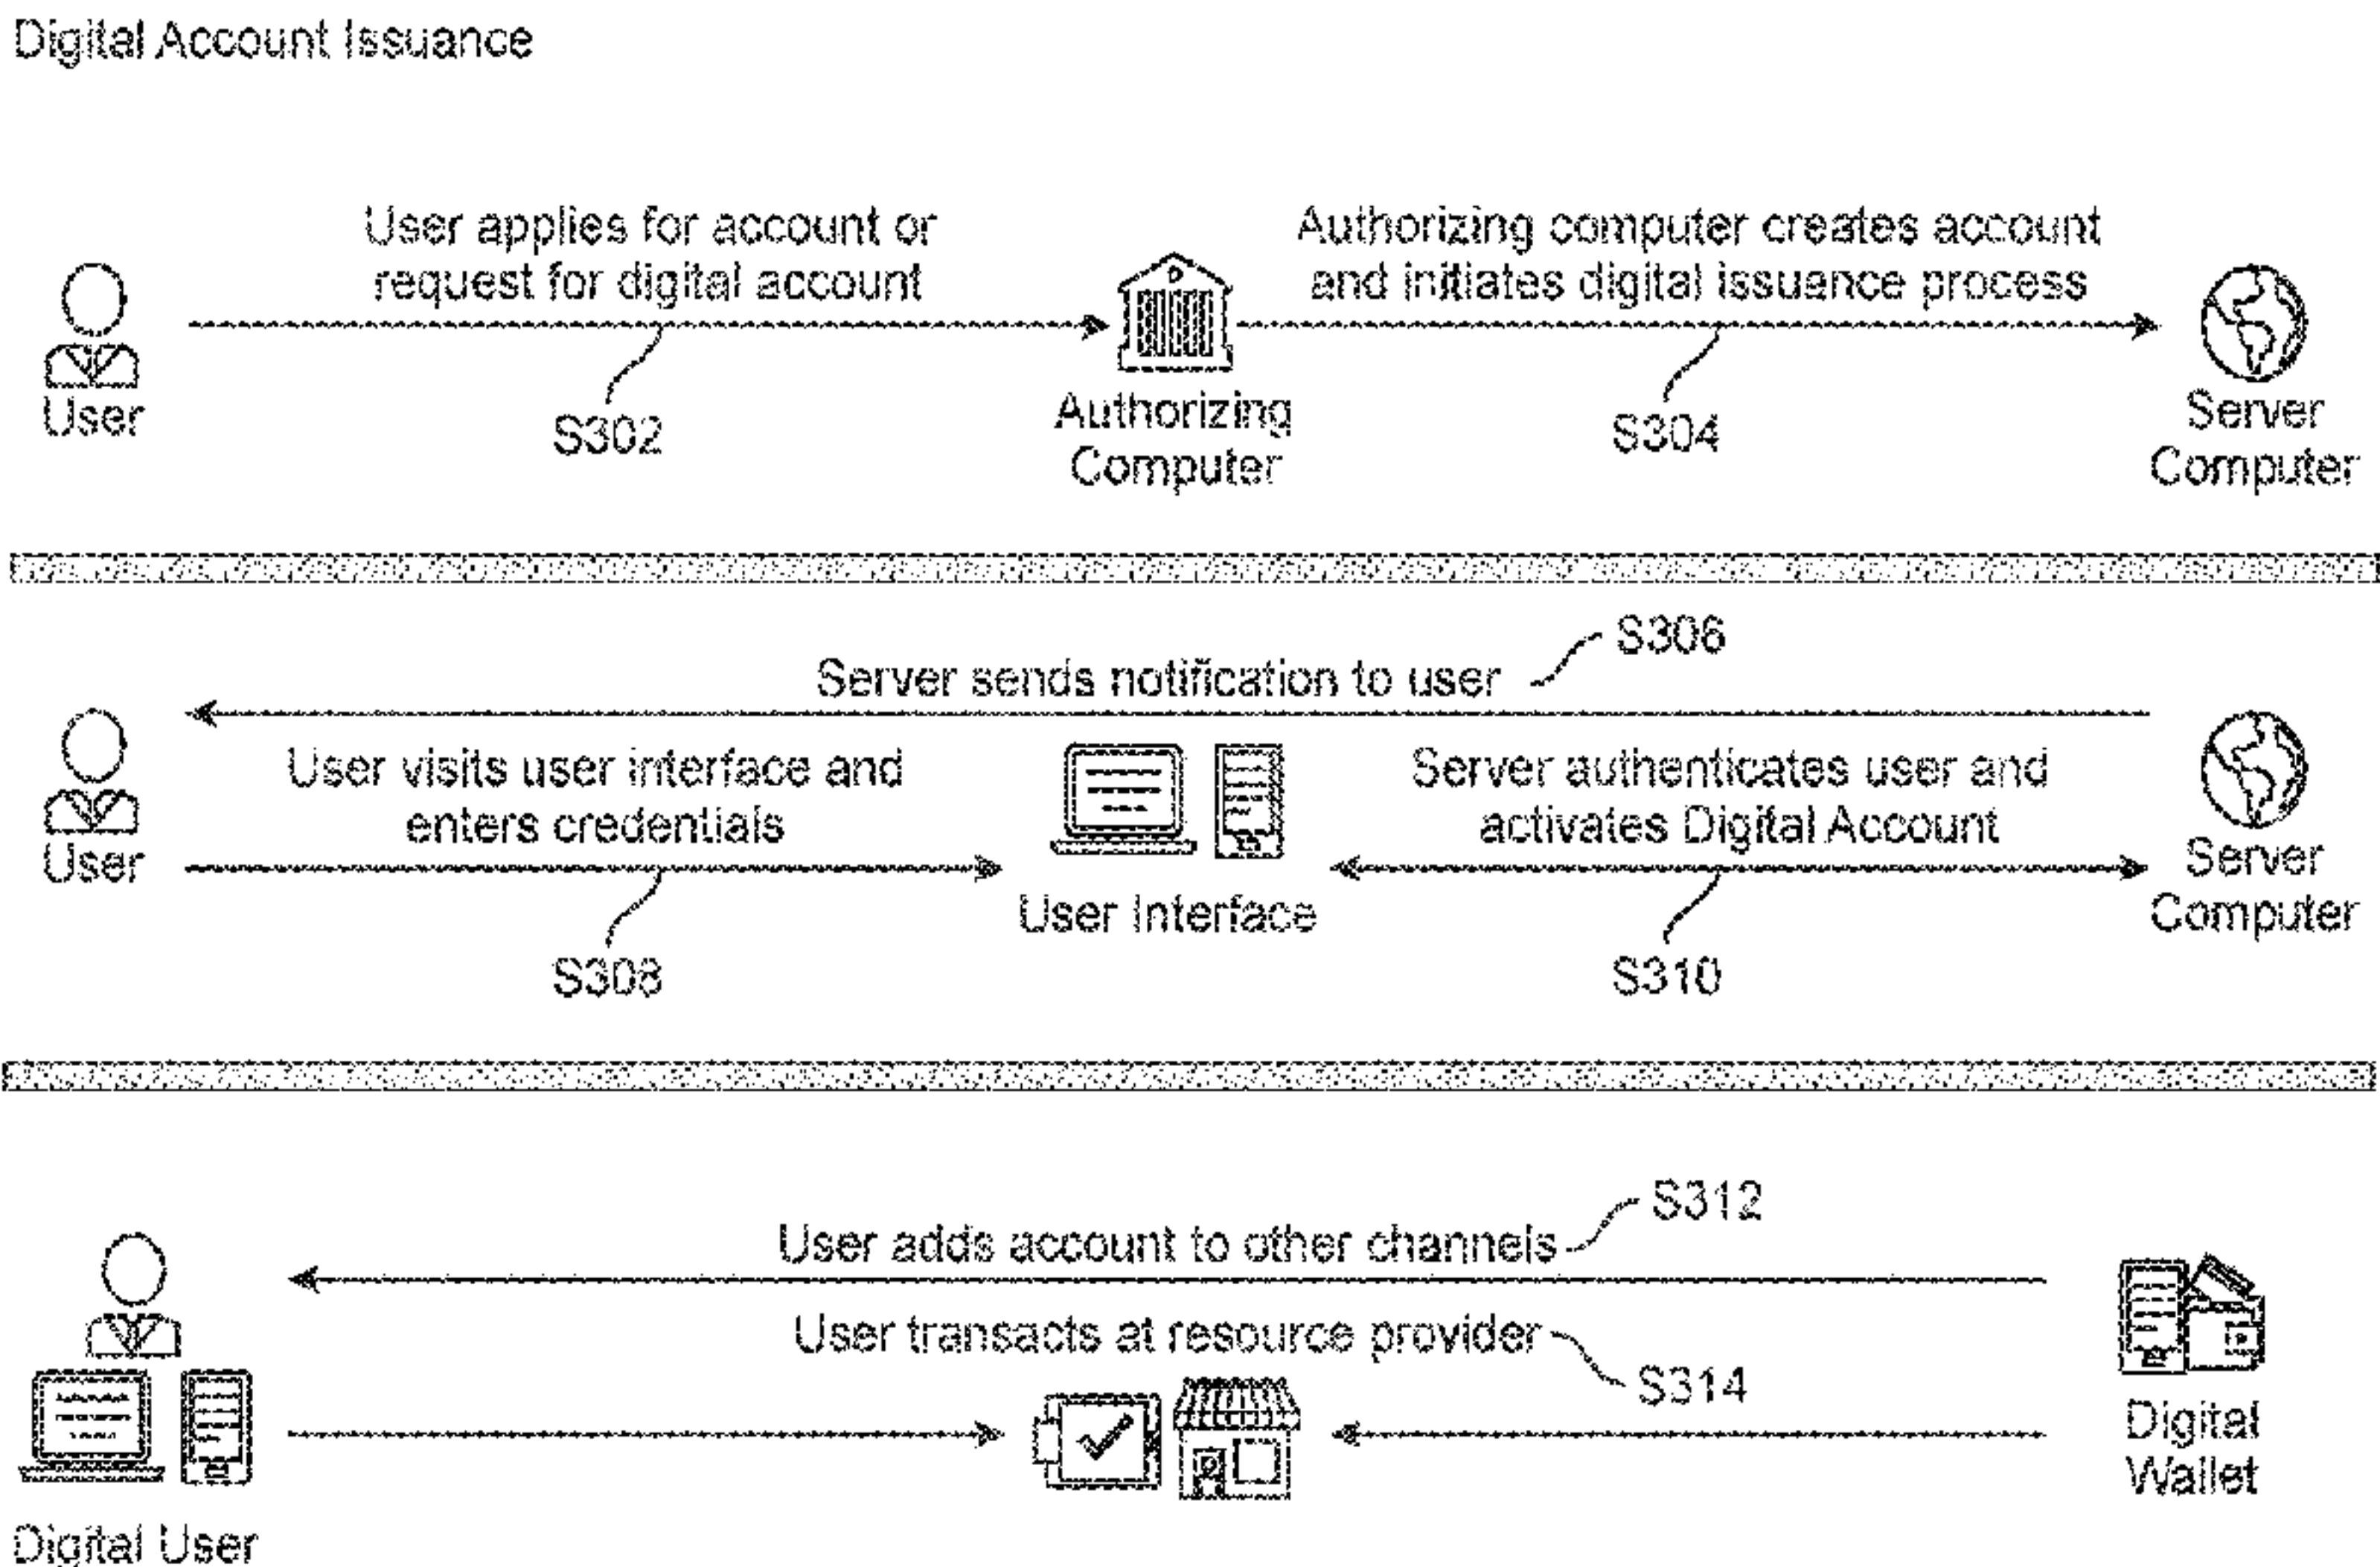 Digital Account Issuance
User applies for account or
request for digital account
Authorizing computer creates account
and initiates digital issuance process
User
S302
Authorizing
Computer
S304
Server
Computer
S306
Server sends notification to user
User visits user interface and
enters credentials
Server authenticates user and
activates Digital Account
User
User Interface
Server
Computer
S308
S310
S312
User adds account to other channels
User transacts at resource provider
S314
Digital
Wallet
Digital User